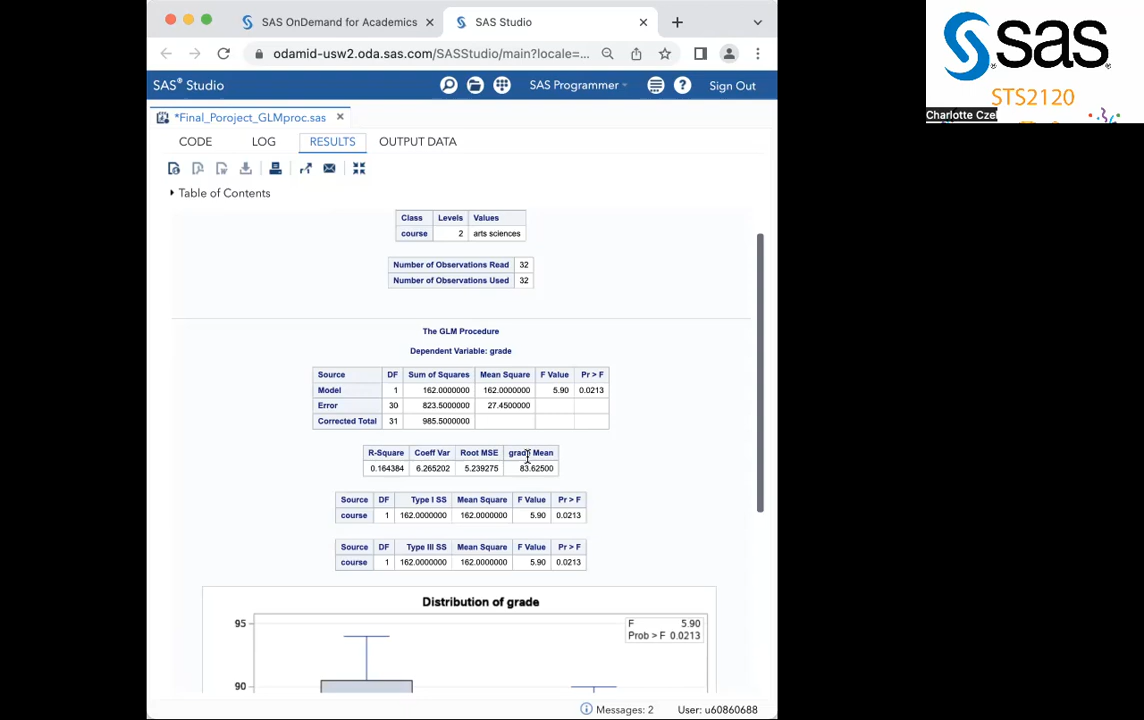 SAS OnDemand for Academics
SAS Studio
odamid-usw2.oda.sas.com/SASStudio/main?locale=...
SAS® Studio
SAS Programmer
Sign Out
*Final_Poroject_GLMproc.sas
CODE LOG RESULTS OUTPUT DATA
Table of Contents
Class Levels Values
course 2 arts sciences
Number of Observations Read 32
Number of Observations Used 32
The GLM Procedure
Dependent Variable: grade
Source DF Sum of Squares Mean Square F Value Pr > F
Model 1 162.0000000 162.0000000 5.90 0.0213
Error 30 823.5000000 27.4500000
Corrected Total 31 985.5000000
R-Square Coeff Var Root MSE grade Mean
0.164384 6.265202 5.239275 83.62500
Source DF Type I SS Mean Square F Value Pr > F
course 1 162.0000000 162.0000000 5.90 0.0213
Source DF Type III SS Mean Square F Value Pr > F
course 1 162.0000000 162.0000000 5.90 0.0213
Distribution of grade
95
F 5.90
Prob > F 0.0213
90
Messages: 2
User: u60860688
sas
STS2120
Charlotte Czel